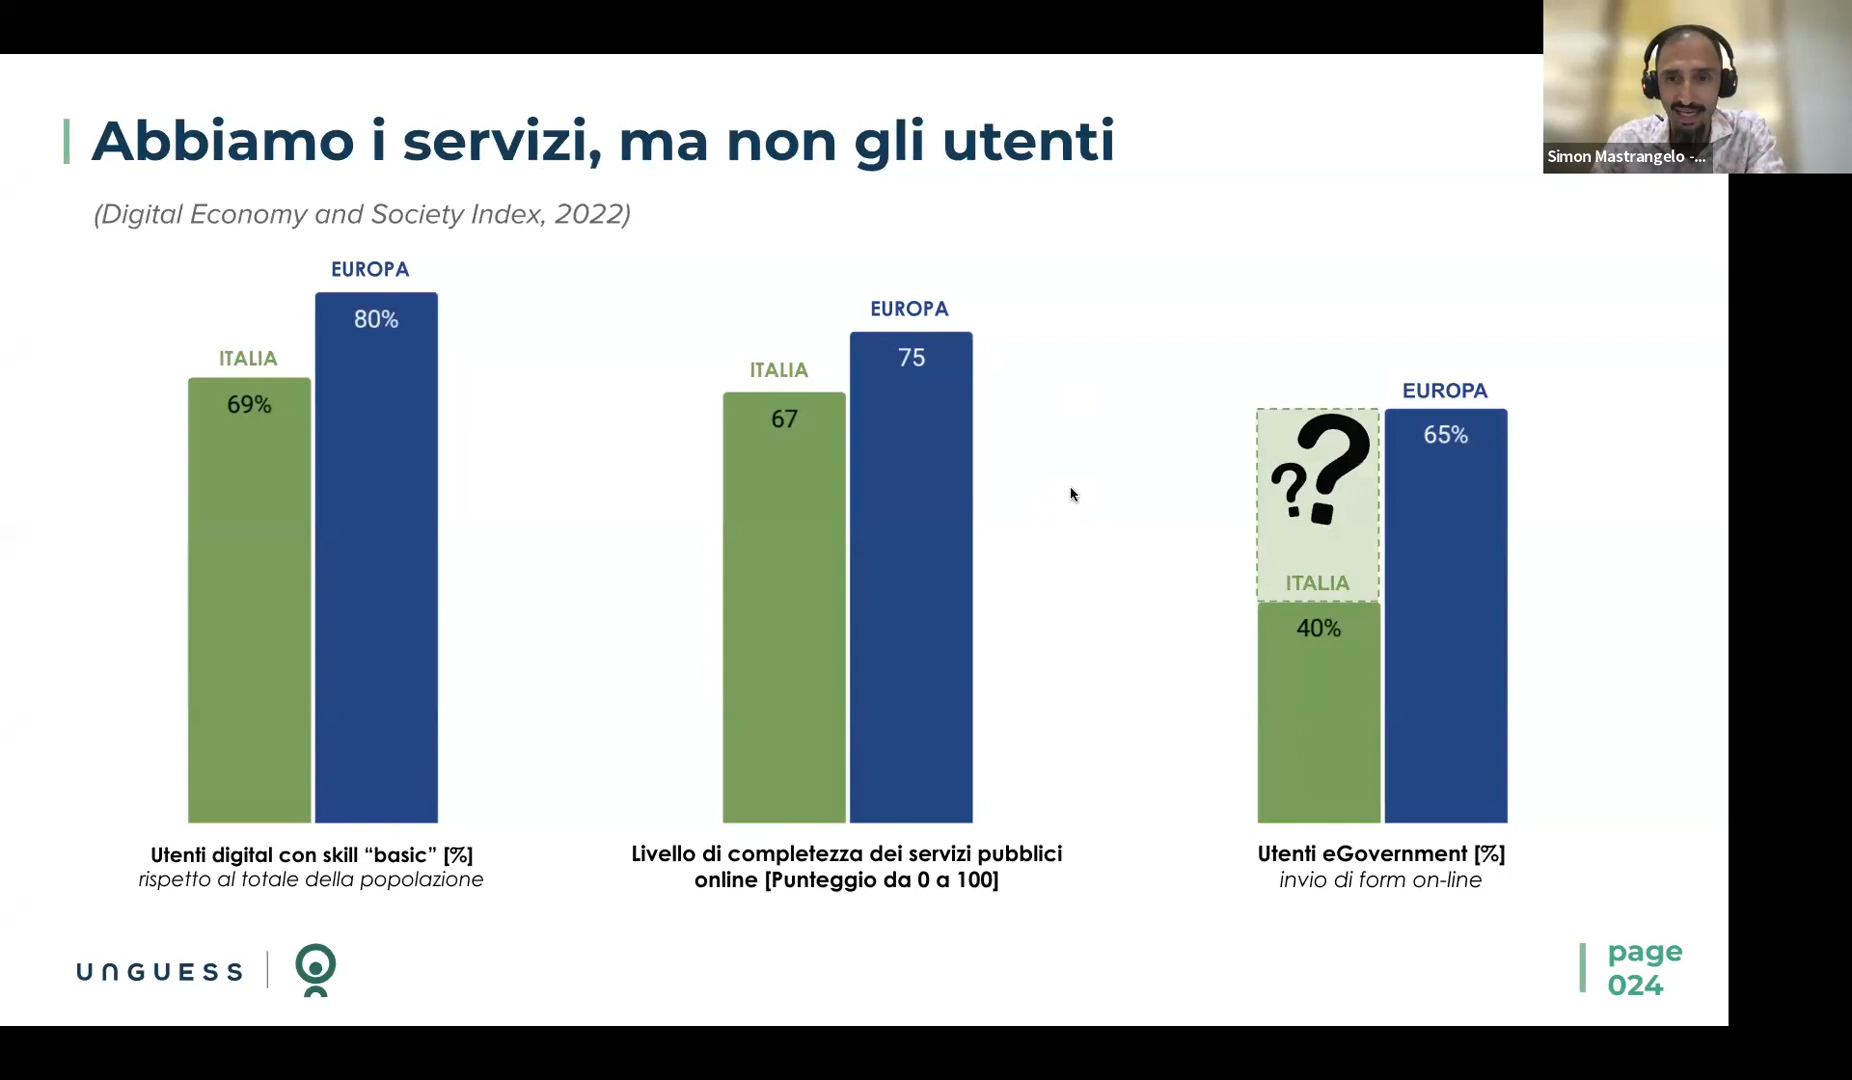 Simon Mastrangelo -...
Abbiamo i servizi, ma non gli utenti
(Digital Economy and Society Index, 2022)
EUROPA
80%
ITALIA
69%
Utenti digital con skill “basic” [%]
rispetto al totale della popolazione
EUROPA
75
ITALIA
67
Livello di completezza dei servizi pubblici
online [Punteggio da 0 a 100]
EUROPA
65%
??
ITALIA
40%
Utenti eGovernment [%]
invio di form on-line
UNGUESS
page
024